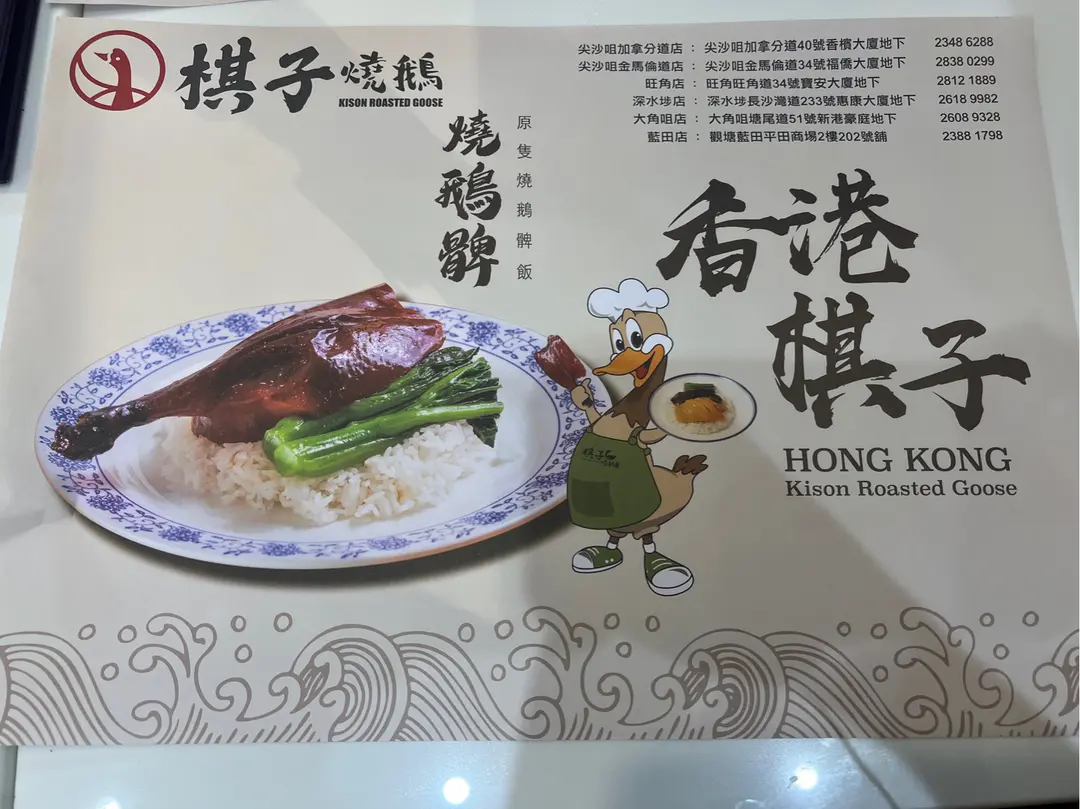 棋子燒鵝
KISON ROASTED GOOSE
尖沙咀加拿分道店 : 尖沙咀加拿分道40號香檳大廈地下 2348 6288
尖沙咀金馬倫道店 : 尖沙咀金馬倫道34號福僑大廈地下 2838 0299
旺角店 : 旺角旺角道34號寶安大廈地下 2812 1889
深水埗店 : 深水埗長沙灣道233號惠康大廈地下 2618 9982
大角咀店 : 大角咀塘尾道51號新港豪庭地下 2608 9328
藍田店 : 觀塘藍田平田商場2樓202號舖 2388 1798
燒鵝髀
原隻燒鵝髀飯
香港
棋子
HONG KONG
Kison Roasted Goose
棋子